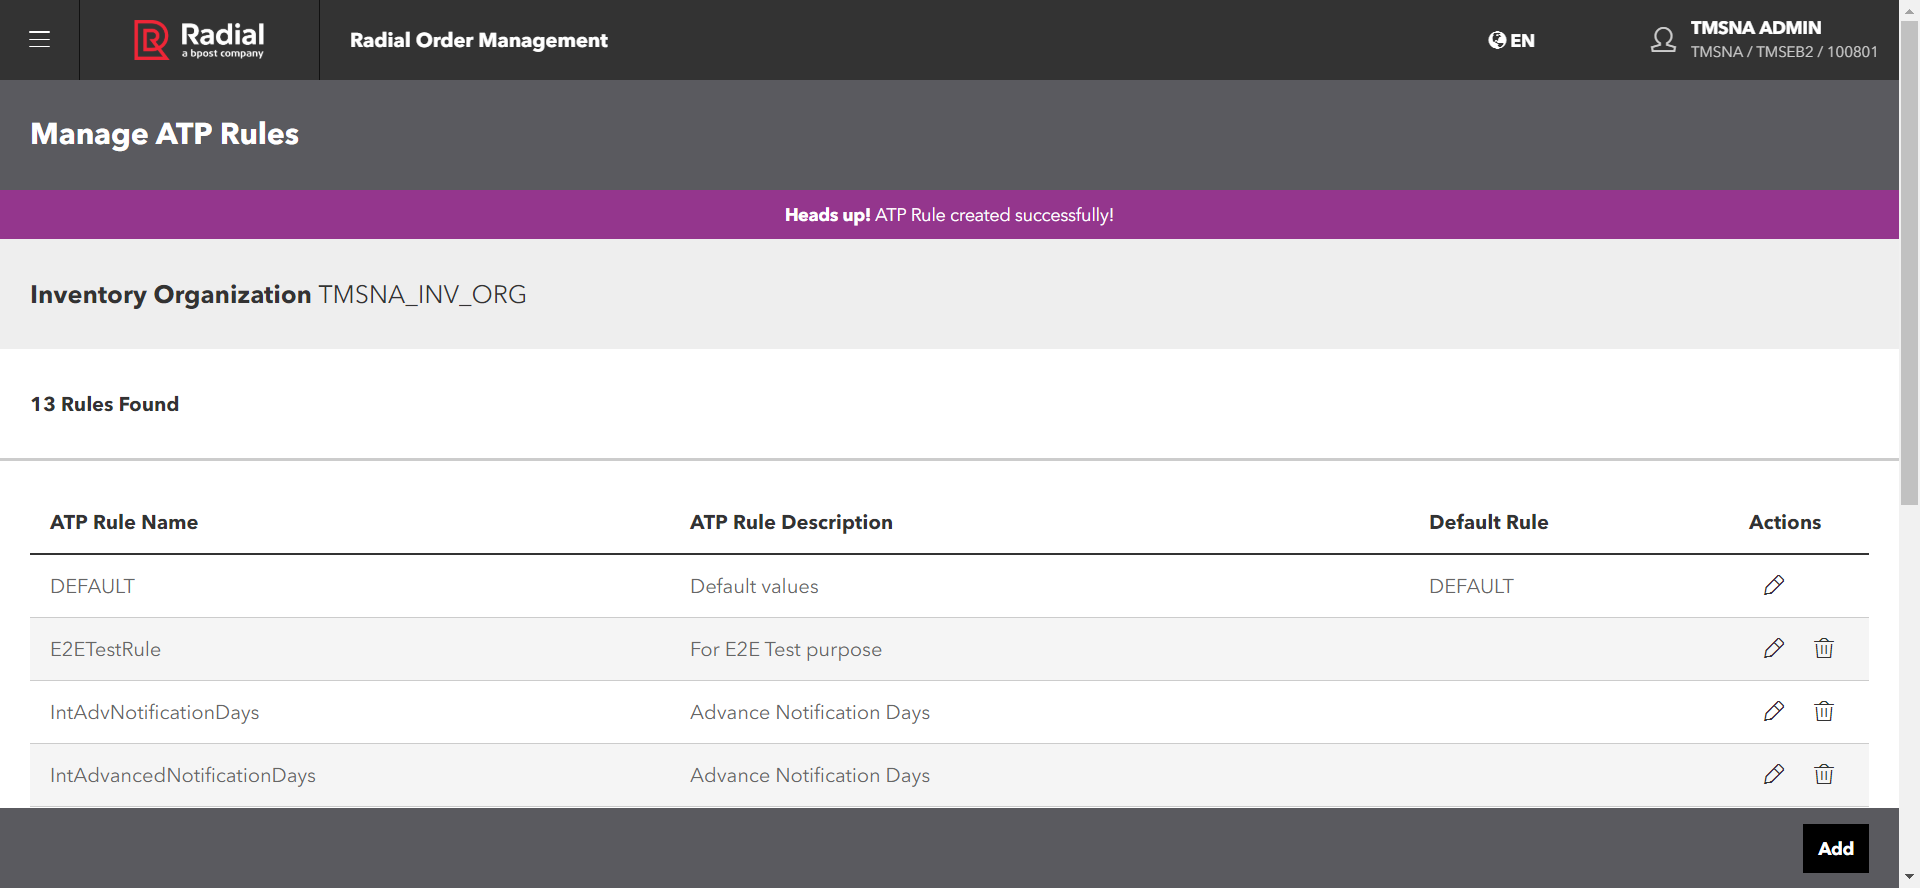 Radial
a bpost company
Radial Order Management
EN
TMSNA ADMIN
TMSNA / TMSEB2 / 100801
Manage ATP Rules
Heads up! ATP Rule created successfully!
Inventory Organization TMSNA_INV_ORG
13 Rules Found
ATP Rule Name ATP Rule Description Default Rule Actions
DEFAULT Default values DEFAULT
E2ETestRule For E2E Test purpose
IntAdvNotificationDays Advance Notification Days
IntAdvancedNotificationDays Advance Notification Days
Add